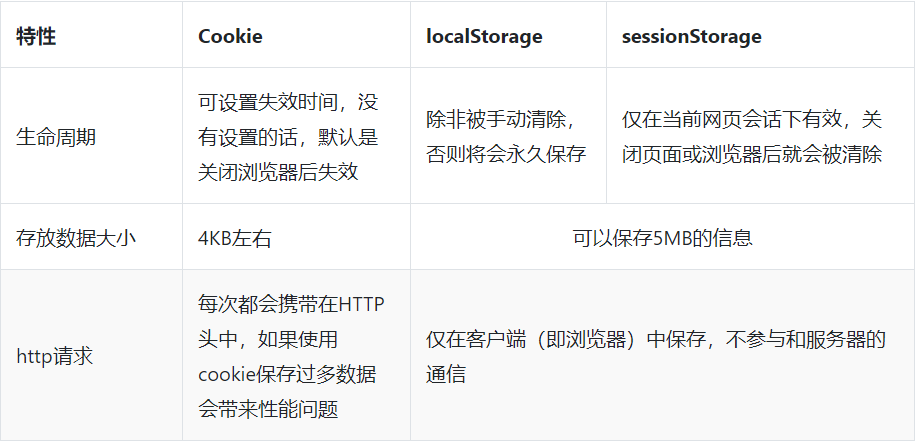 特性
Cookie
localStorage
sessionStorage
生命周期
可设置失效时间，没
有设置的话，默认是
关闭浏览器后失效
除非被手动清除，
否则将会永久保存
仅在当前网页会话下有效，关
闭页面或浏览器后就会被清除
存放数据大小
4KB左右
可以保存5MB的信息
http请求
每次都会携带在HTTP
头中，如果使用
cookie保存过多数据
会带来性能问题
仅在客户端（即浏览器）中保存，不参与和服务器的
通信